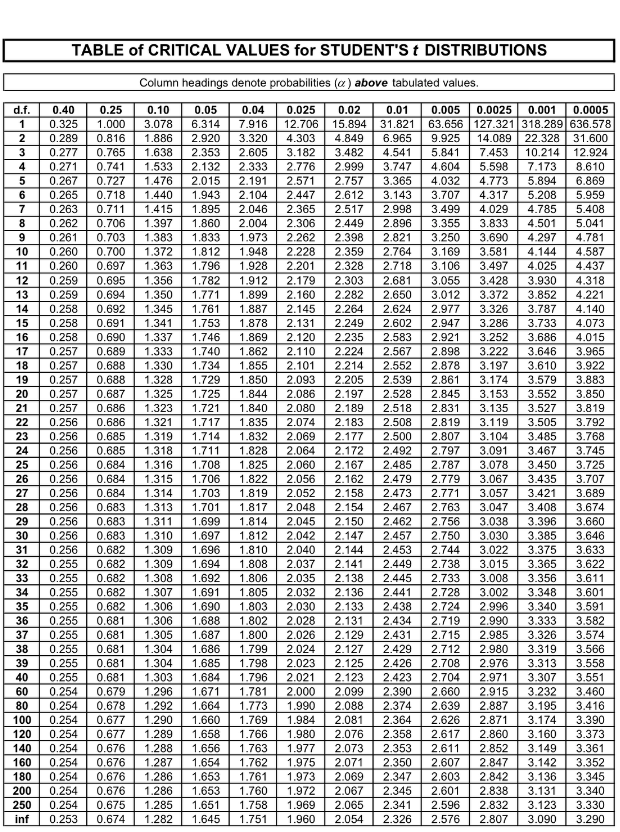 TABLE of CRITICAL VALUES for STUDENT'S t DISTRIBUTIONS
Column headings denote probabilities (α) above tabulated values.
d.f. 0.40 0.25 0.10 0.05 0.04 0.025 0.02 0.01 0.005 0.0025 0.001 0.0005
1 0.325 1.000 3.078 6.314 7.916 12.706 15.894 31.821 63.656 127.321 318.289 636.578
2 0.289 0.816 1.886 2.920 3.320 4.303 4.849 6.965 9.925 14.089 22.328 31.600
3 0.277 0.765 1.638 2.353 2.605 3.182 3.482 4.541 5.841 7.453 10.214 12.924
4 0.271 0.741 1.533 2.132 2.333 2.776 2.999 3.747 4.604 5.598 7.173 8.610
5 0.267 0.727 1.476 2.015 2.191 2.571 2.757 3.365 4.032 4.773 5.894 6.869
6 0.265 0.718 1.440 1.943 2.104 2.447 2.612 3.143 3.707 4.317 5.208 5.959
7 0.263 0.711 1.415 1.895 2.046 2.365 2.517 2.998 3.499 4.029 4.785 5.408
8 0.262 0.706 1.397 1.860 2.004 2.306 2.449 2.896 3.355 3.833 4.501 5.041
9 0.261 0.703 1.383 1.833 1.973 2.262 2.398 2.821 3.250 3.690 4.297 4.781
10 0.260 0.700 1.372 1.812 1.948 2.228 2.359 2.764 3.169 3.581 4.144 4.587
11 0.260 0.697 1.363 1.796 1.928 2.201 2.328 2.718 3.106 3.497 4.025 4.437
12 0.259 0.695 1.356 1.782 1.912 2.179 2.303 2.681 3.055 3.428 3.930 4.318
13 0.259 0.694 1.350 1.771 1.899 2.160 2.282 2.650 3.012 3.372 3.852 4.221
14 0.258 0.692 1.345 1.761 1.887 2.145 2.264 2.624 2.977 3.326 3.787 4.140
15 0.258 0.691 1.341 1.753 1.878 2.131 2.249 2.602 2.947 3.286 3.733 4.073
16 0.258 0.690 1.337 1.746 1.869 2.120 2.235 2.583 2.921 3.252 3.686 4.015
17 0.257 0.689 1.333 1.740 1.862 2.110 2.224 2.567 2.898 3.222 3.646 3.965
18 0.257 0.688 1.330 1.734 1.855 2.101 2.214 2.552 2.878 3.197 3.610 3.922
19 0.257 0.688 1.328 1.729 1.850 2.093 2.205 2.539 2.861 3.174 3.579 3.883
20 0.257 0.687 1.325 1.725 1.844 2.086 2.197 2.528 2.845 3.153 3.552 3.850
21 0.257 0.686 1.323 1.721 1.840 2.080 2.189 2.518 2.831 3.135 3.527 3.819
22 0.256 0.686 1.321 1.717 1.835 2.074 2.183 2.508 2.819 3.119 3.505 3.792
23 0.256 0.685 1.319 1.714 1.832 2.069 2.177 2.500 2.807 3.104 3.485 3.768
24 0.256 0.685 1.318 1.711 1.828 2.064 2.172 2.492 2.797 3.091 3.467 3.745
25 0.256 0.684 1.316 1.708 1.825 2.060 2.167 2.485 2.787 3.078 3.450 3.725
26 0.256 0.684 1.315 1.706 1.822 2.056 2.162 2.479 2.779 3.067 3.435 3.707
27 0.256 0.684 1.314 1.703 1.819 2.052 2.158 2.473 2.771 3.057 3.421 3.689
28 0.256 0.683 1.313 1.701 1.817 2.048 2.154 2.467 2.763 3.047 3.408 3.674
29 0.256 0.683 1.311 1.699 1.814 2.045 2.150 2.462 2.756 3.038 3.396 3.660
30 0.256 0.683 1.310 1.697 1.812 2.042 2.147 2.457 2.750 3.030 3.385 3.646
31 0.256 0.682 1.309 1.696 1.810 2.040 2.144 2.453 2.744 3.022 3.375 3.633
32 0.255 0.682 1.309 1.694 1.808 2.037 2.141 2.449 2.738 3.015 3.365 3.622
33 0.255 0.682 1.308 1.692 1.806 2.035 2.138 2.445 2.733 3.008 3.356 3.611
34 0.255 0.682 1.307 1.691 1.805 2.032 2.136 2.441 2.728 3.002 3.348 3.601
35 0.255 0.682 1.306 1.690 1.803 2.030 2.133 2.438 2.724 2.996 3.340 3.591
36 0.255 0.681 1.306 1.688 1.802 2.028 2.131 2.434 2.719 2.990 3.333 3.582
37 0.255 0.681 1.305 1.687 1.800 2.026 2.129 2.431 2.715 2.985 3.326 3.574
38 0.255 0.681 1.304 1.686 1.799 2.024 2.127 2.429 2.712 2.980 3.319 3.566
39 0.255 0.681 1.304 1.685 1.798 2.023 2.125 2.426 2.708 2.976 3.313 3.558
40 0.255 0.681 1.303 1.684 1.796 2.021 2.123 2.423 2.704 2.971 3.307 3.551
60 0.254 0.679 1.296 1.671 1.781 2.000 2.099 2.390 2.660 2.915 3.232 3.460
80 0.254 0.678 1.292 1.664 1.773 1.990 2.088 2.374 2.639 2.887 3.195 3.416
100 0.254 0.677 1.290 1.660 1.769 1.984 2.081 2.364 2.626 2.871 3.174 3.390
120 0.254 0.677 1.289 1.658 1.766 1.980 2.076 2.358 2.617 2.860 3.160 3.373
140 0.254 0.676 1.288 1.656 1.763 1.977 2.073 2.353 2.611 2.852 3.149 3.361
160 0.254 0.676 1.287 1.654 1.762 1.975 2.071 2.350 2.607 2.847 3.142 3.352
180 0.254 0.676 1.286 1.653 1.761 1.973 2.069 2.347 2.603 2.842 3.136 3.345
200 0.254 0.676 1.286 1.653 1.760 1.972 2.067 2.345 2.601 2.838 3.131 3.340
250 0.254 0.675 1.285 1.651 1.758 1.969 2.065 2.341 2.596 2.832 3.123 3.330
inf 0.253 0.674 1.282 1.645 1.751 1.960 2.054 2.326 2.576 2.807 3.090 3.290